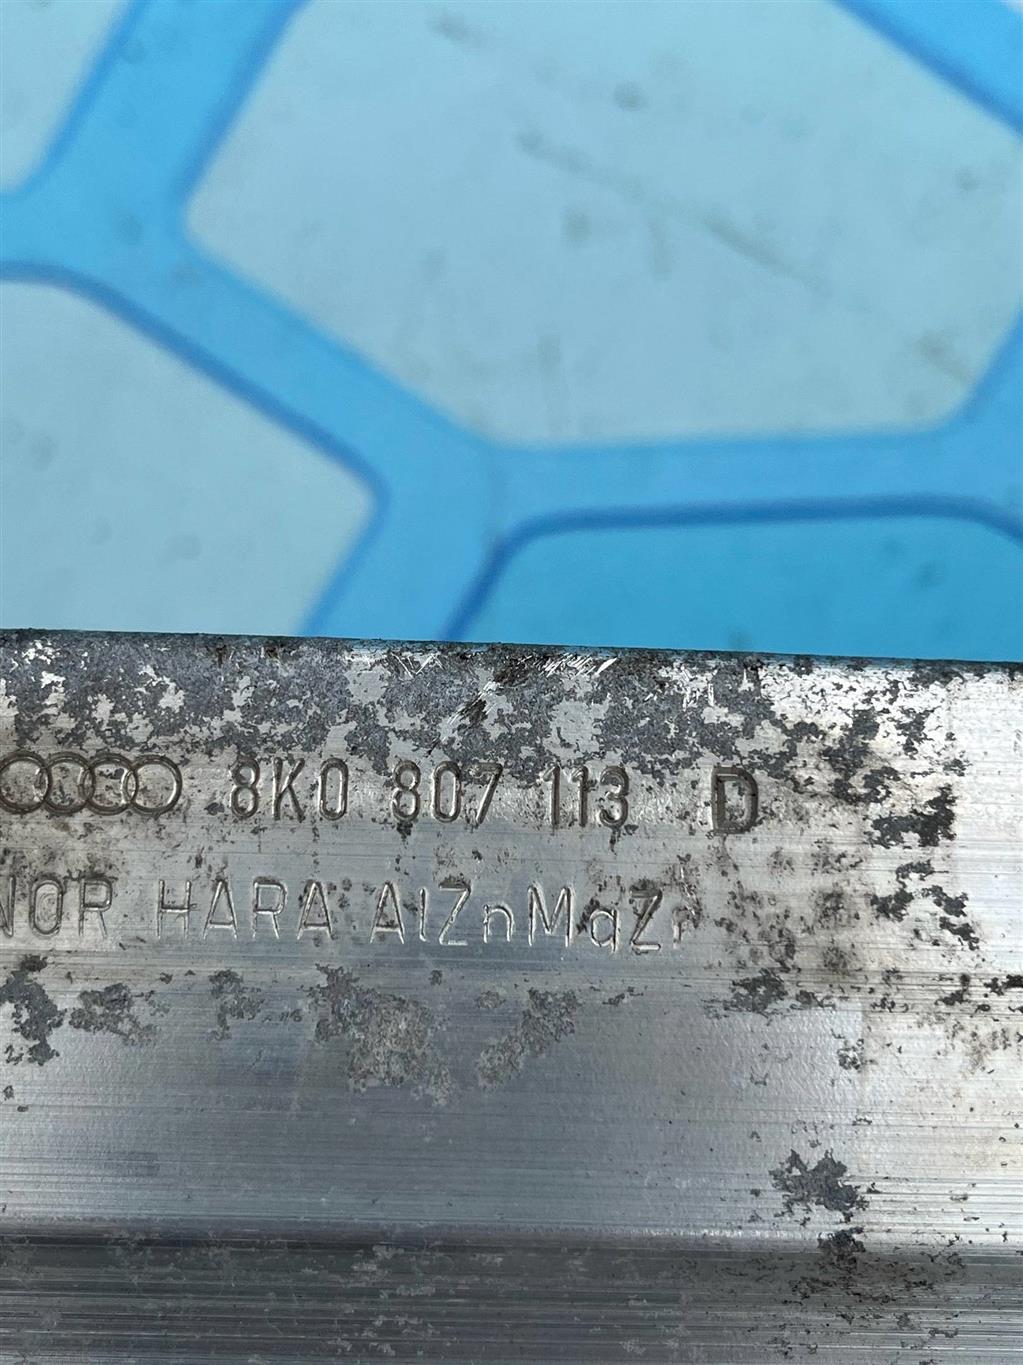 8K0 807 113 D
NOR HARA AlZnMgZr